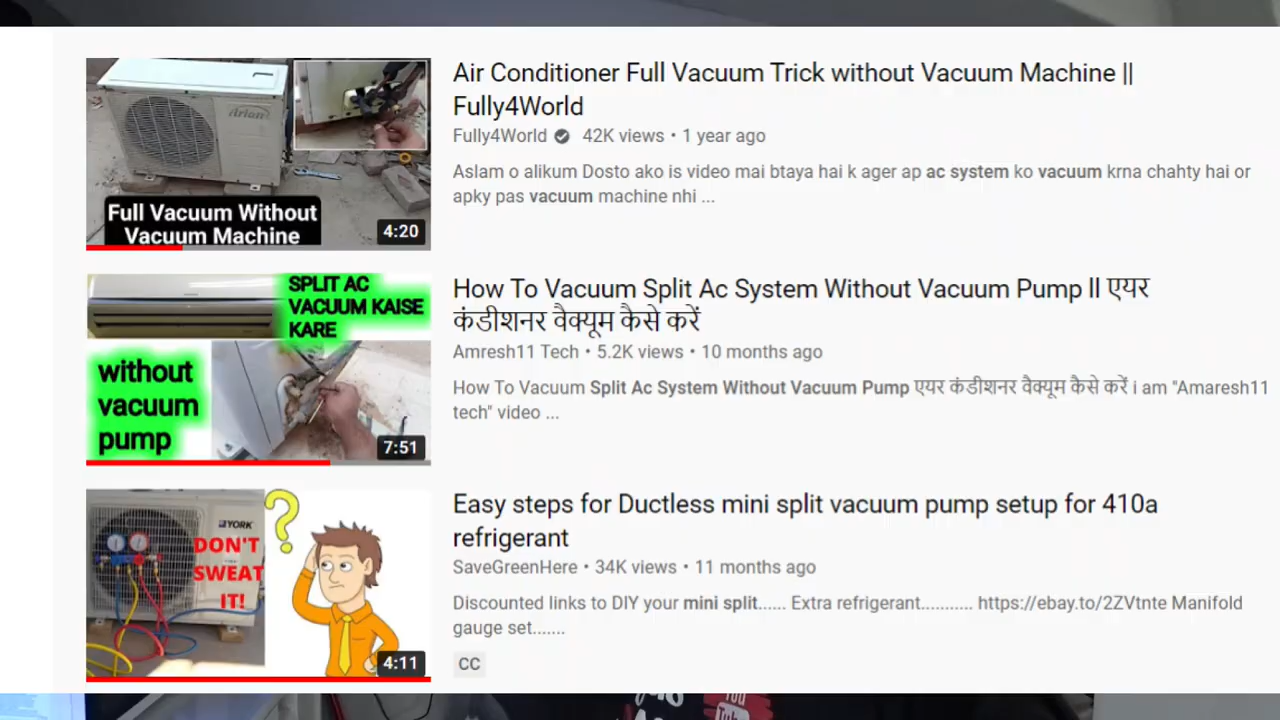 Air Conditioner Full Vacuum Trick without Vacuum Machine ||
Fully4World
Fully4World 42K views • 1 year ago
Aslam o alikum Dosto ako is video mai btaya hai k ager ap ac system ko vacuum krna chahty hai or
apky pas vacuum machine nhi ...
Arian
Full Vacuum Without
Vacuum Machine
4:20
How To Vacuum Split Ac System Without Vacuum Pump ll एयर
कंडीशनर वैक्यूम कैसे करें
Amresh11 Tech • 5.2K views • 10 months ago
How To Vacuum Split Ac System Without Vacuum Pump एयर कंडीशनर वैक्यूम कैसे करें i am "Amaresh11
tech" video ...
SPLIT AC
VACUUM KAISE
KARE
without
vacuum
pump
7:51
Easy steps for Ductless mini split vacuum pump setup for 410a
refrigerant
SaveGreenHere • 34K views • 11 months ago
Discounted links to DIY your mini split...... Extra refrigerant........... https://ebay.to/2ZVtnte Manifold
gauge set.......
CC
YORK
DON'T
SWEAT
IT!
4:11
You
Tube